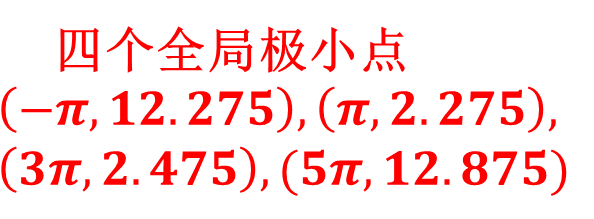 四个全局极小点
(−π, 12.275), (π, 2.275),
(3π, 2.475), (5π, 12.875)